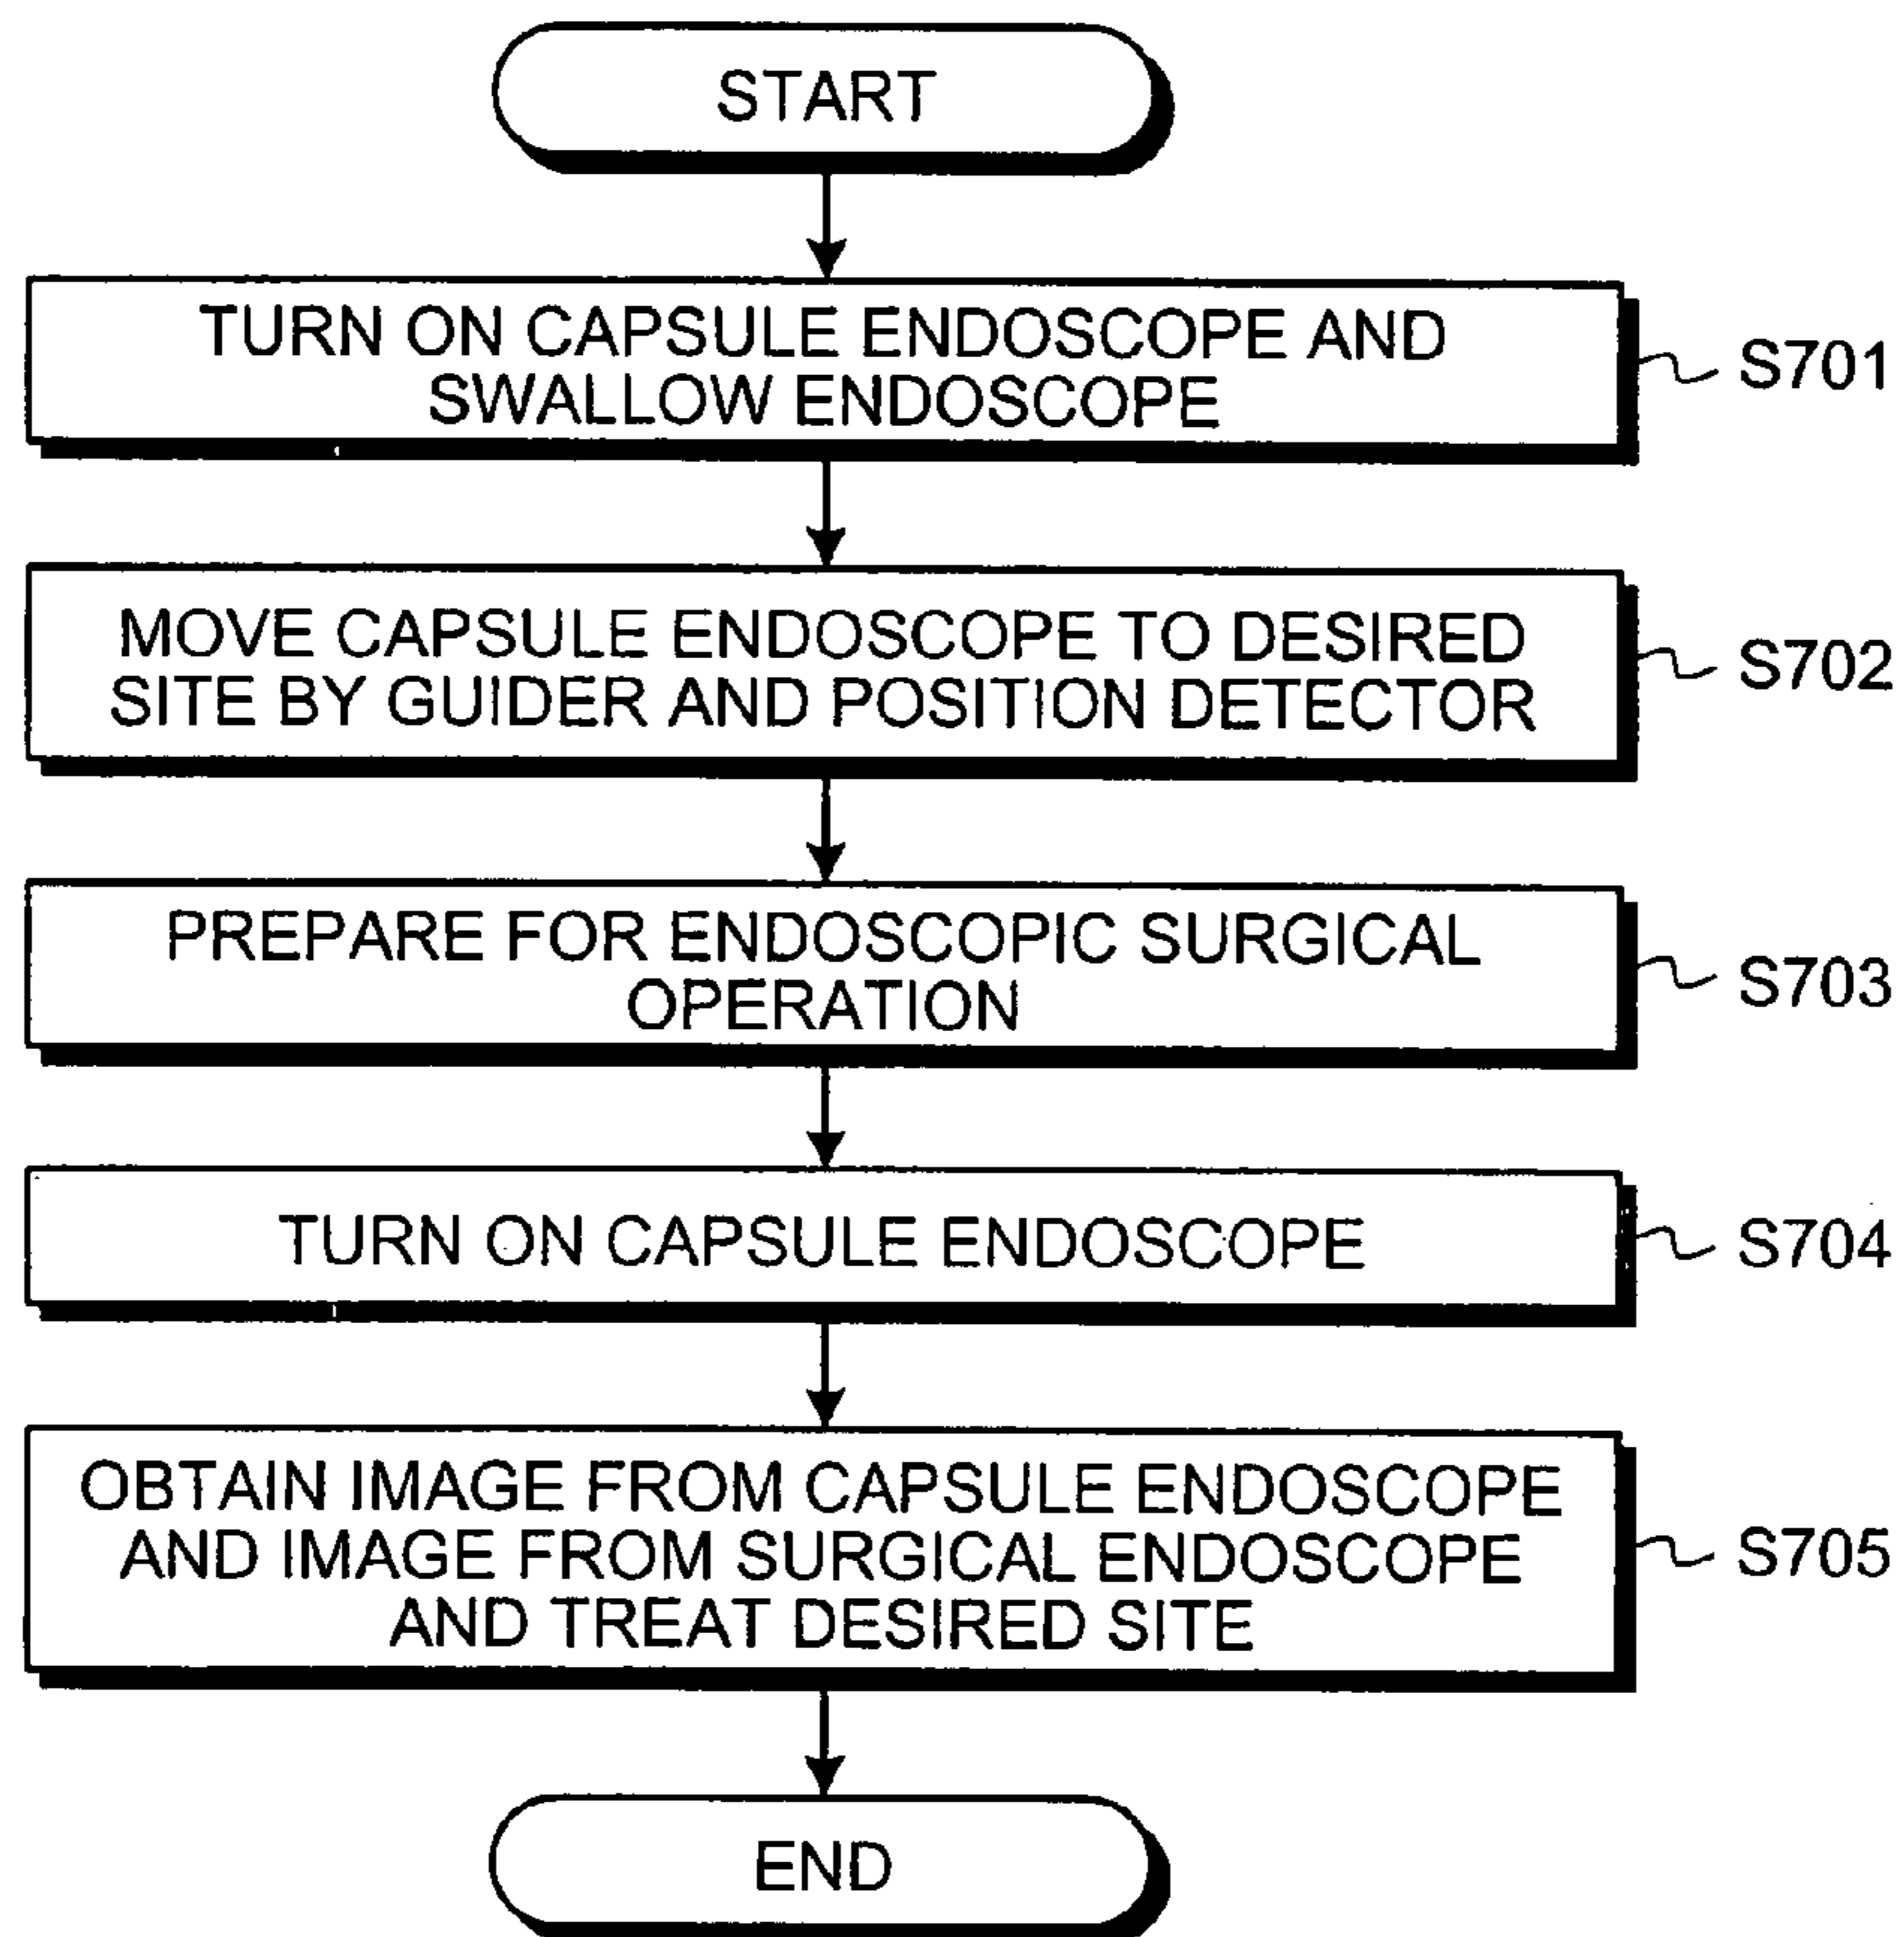 START
TURN ON CAPSULE ENDOSCOPE AND
SWALLOW ENDOSCOPE
S701
MOVE CAPSULE ENDOSCOPE TO DESIRED
SITE BY GUIDER AND POSITION DETECTOR
S702
PREPARE FOR ENDOSCOPIC SURGICAL
OPERATION
S703
TURN ON CAPSULE ENDOSCOPE
S704
OBTAIN IMAGE FROM CAPSULE ENDOSCOPE
AND IMAGE FROM SURGICAL ENDOSCOPE
AND TREAT DESIRED SITE
S705
END